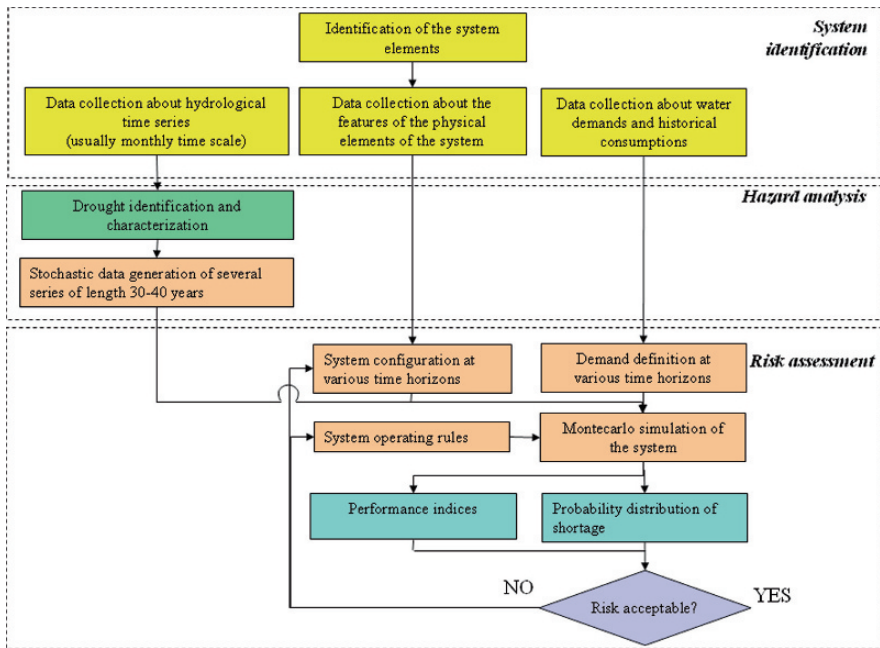 Identification of the system
elements
System
identification
Data collection about hydrological
time series
(usually monthly time scale)
Data collection about the
features of the physical
elements of the system
Data collection about water
demands and historical
consumptions
Hazard analysis
Drought identification and
characterization
Stochastic data generation of several
series of length 30-40 years
Risk assessment
System configuration at
various time horizons
Demand definition at
various time horizons
System operating rules
Montecarlo simulation of
the system
Performance indices
Probability distribution of
shortage
NO
Risk acceptable?
YES